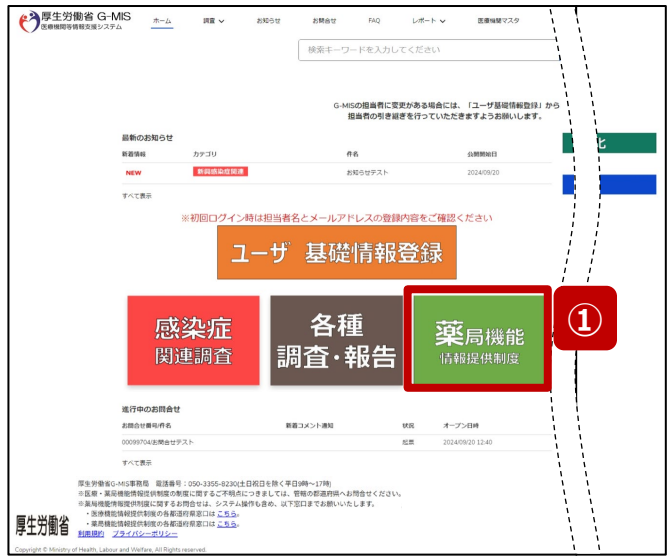 厚生労働省 G-MIS
医療機関等情報支援システム
ホーム 調査 お知らせ お問合せ FAQ レポート 医療機関マスタ
検索キーワードを入力してください
G-MISの担当者に変更がある場合には、「ユーザ基礎情報登録」から
担当者の引き継ぎを行っていただきますようお願いします。
化
最新のお知らせ
新着情報 カテゴリ 件名 公開開始日
NEW 新興感染症関連 お知らせテスト 2024/09/20
すべて表示
※初回ログイン時は担当者名とメールアドレスの登録内容をご確認ください
ユーザ 基礎情報登録
感染症
関連調査
各種
調査・報告
薬局機能
情報提供制度
①
進行中のお問合せ
お問合せ番号/件名 新着コメント通知 状況 オープン日時
00099704/お問合せテスト 起票 2024/09/20 12:40
すべて表示
厚生労働省G-MIS事務局 電話番号：050-3355-8230(土日祝日を除く平日9時～17時)
※医療・薬局機能情報提供制度の制度に関するご不明点につきましては、管轄の都道府県へお問合せください。
※薬局機能情報提供制度に関するお問合せは、システム操作も含め、以下窓口までお願いいたします。
・医療機能情報提供制度の各都道府県窓口は こちら。
・薬局機能情報提供制度の各都道府県窓口は こちら。
厚生労働省
利用規約 プライバシーポリシー
Copyright © Ministry of Health, Labour and Welfare, All Rights reserved.